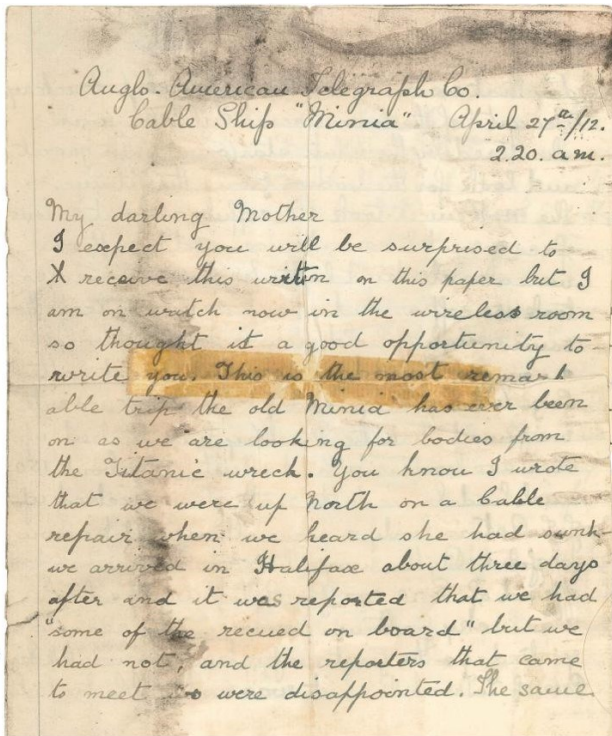 Anglo-American Telegraph Co.
Cable Ship "Minia" April 27th/12.
2.20. a.m.
My darling Mother
I expect you will be surprised to
receive this written on this paper but I
am on watch now in the wireless room
so thought it a good opportunity to
write you. This is the most remark
able trip the old Minia has ever been
on as we are looking for bodies from
the Titanic wreck. You know I wrote
that we were up North on a Cable
repair when we heard she had sunk-
we arrived in Halifax about three days
after and it was reported that we had
"some of the recued on board" but we
had not, and the reporters that came
to meet us were disappointed. The same